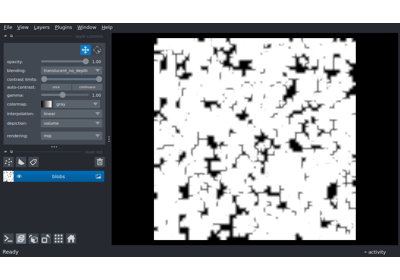 File View Layers Plugins Window Help
opacity: 1.00
blending: translucent_no_depth
contrast limits:
auto-contrast: once continuous
gamma: 1.00
colormap: gray
interpolation: linear
depiction: volume
rendering: mip
blobs
Ready
activity